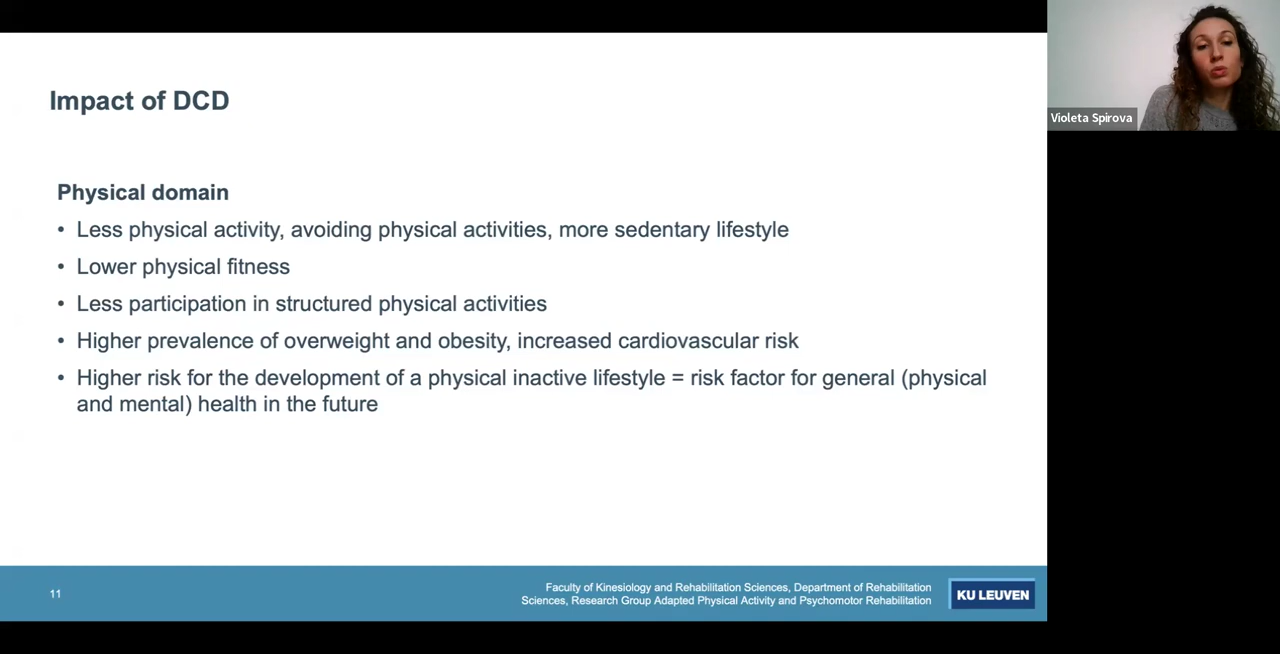 Impact of DCD
Violeta Spirova
Physical domain
• Less physical activity, avoiding physical activities, more sedentary lifestyle
• Lower physical fitness
• Less participation in structured physical activities
• Higher prevalence of overweight and obesity, increased cardiovascular risk
• Higher risk for the development of a physical inactive lifestyle = risk factor for general (physical
and mental) health in the future
11
Faculty of Kinesiology and Rehabilitation Sciences, Department of Rehabilitation
Sciences, Research Group Adapted Physical Activity and Psychomotor Rehabilitation
KU LEUVEN